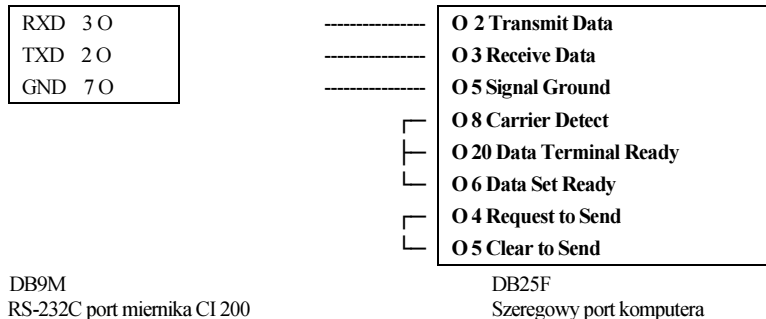 RXD 3 O ---------------- O 2 Transmit Data
TXD 2 O ---------------- O 3 Receive Data
GND 7 O ---------------- O 5 Signal Ground
O 8 Carrier Detect
O 20 Data Terminal Ready
O 6 Data Set Ready
O 4 Request to Send
O 5 Clear to Send
DB9M DB25F
RS-232C port miernika CI 200 Szeregowy port komputera